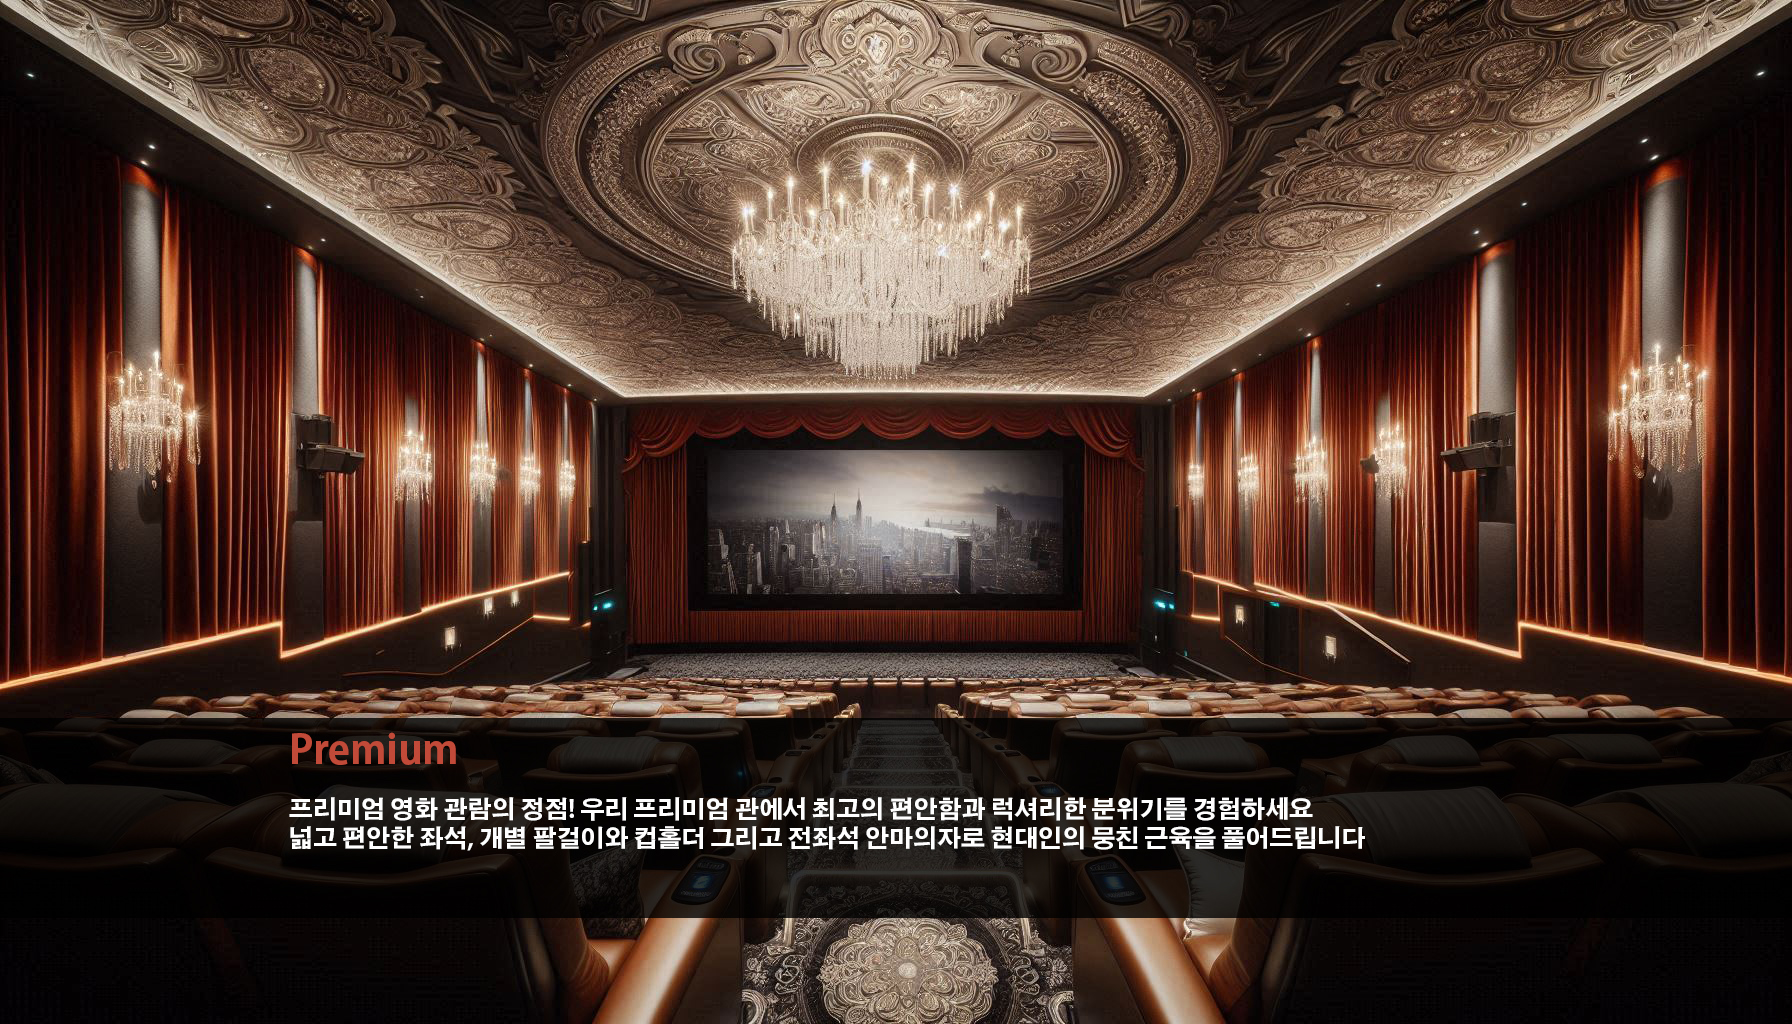 Premium
프리미엄 영화 관람의 정점! 우리 프리미엄 관에서 최고의 편안함과 럭셔리한 분위기를 경험하세요
넓고 편안한 좌석, 개별 팔걸이와 컵홀더 그리고 전좌석 안마의자로 현대인의 뭉친 근육을 풀어드립니다